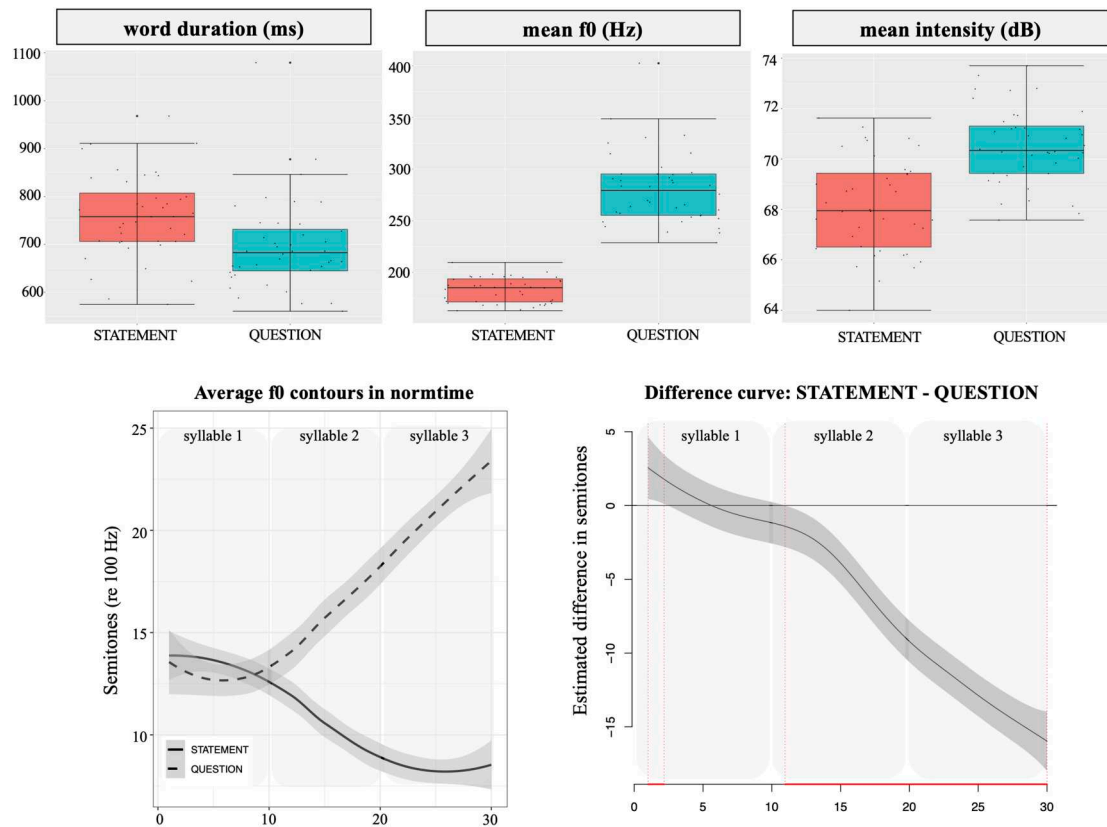 word duration (ms)
1100
1000
900
800
700
600
STATEMENT QUESTION
mean f0 (Hz)
400
350
300
250
200
STATEMENT QUESTION
mean intensity (dB)
74
72
70
68
66
64
STATEMENT QUESTION
Average f0 contours in normtime
Semitones (re 100 Hz)
25
25
15
10
syllable 1 syllable 2 syllable 3
STATEMENT
QUESTION
0 10 20 30
Difference curve: STATEMENT - QUESTION
Estimated difference in semitones
5
0
-5
-10
-15
syllable 1 syllable 2 syllable 3
0 5 10 15 20 25 30